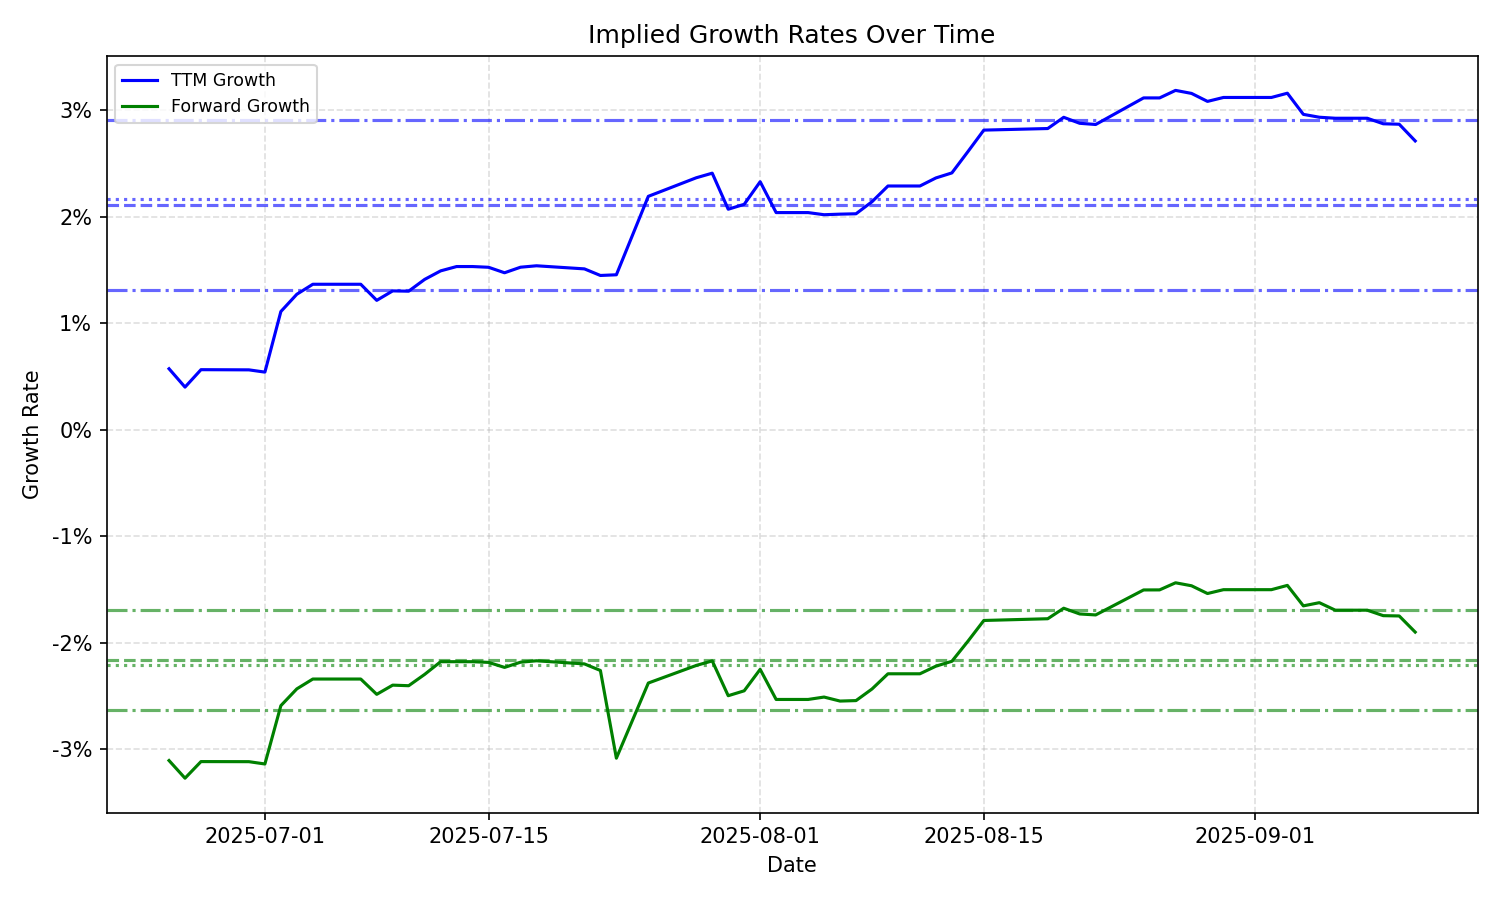 Implied Growth Rates Over Time
TTM Growth
Forward Growth
3%
2%
1%
0%
-1%
-2%
-3%
Growth Rate
2025-07-01
2025-07-15
2025-08-01
2025-08-15
2025-09-01
Date